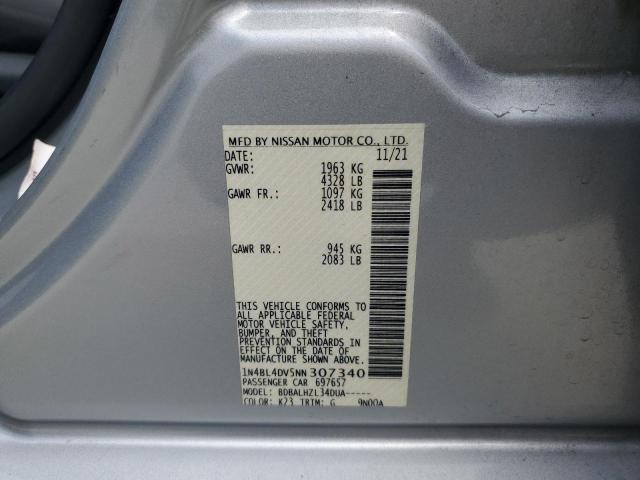 MFD BY NISSAN MOTOR CO., LTD.
DATE: 11/21
GVWR: 1963 KG
4328 LB
GAWR FR.: 1097 KG
2418 LB
GAWR RR.: 945 KG
2083 LB
THIS VEHICLE CONFORMS TO
ALL APPLICABLE FEDERAL
MOTOR VEHICLE SAFETY,
BUMPER, AND THEFT
PREVENTION STANDARDS IN
EFFECT ON THE DATE OF
MANUFACTURE SHOWN ABOVE.
1N4BL4DV5NN 307340
PASSENGER CAR 697657
MODEL: BDBALHZL34DUA-----
COLOR: K23 TRIM: G 9N00A